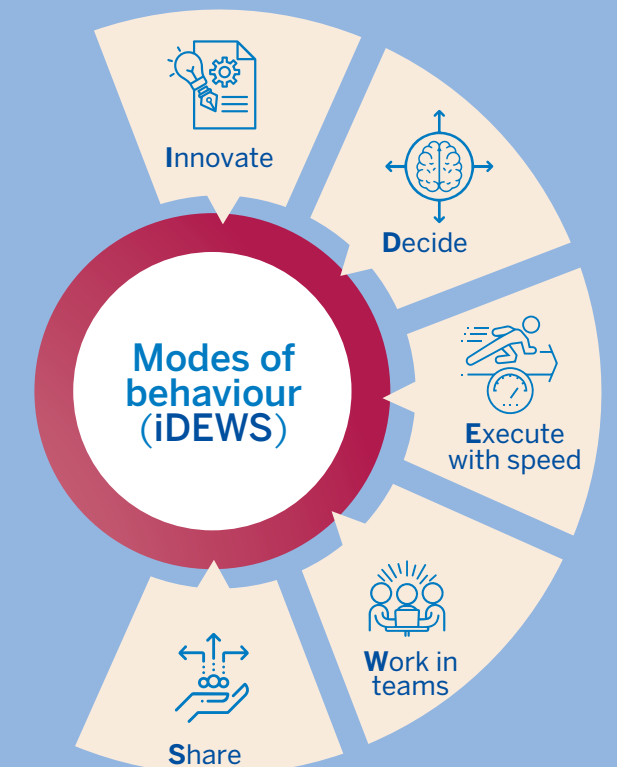 Innovate
Decide
Modes of
behaviour
(iDEWS)
Execute
with speed
Work in
teams
Share